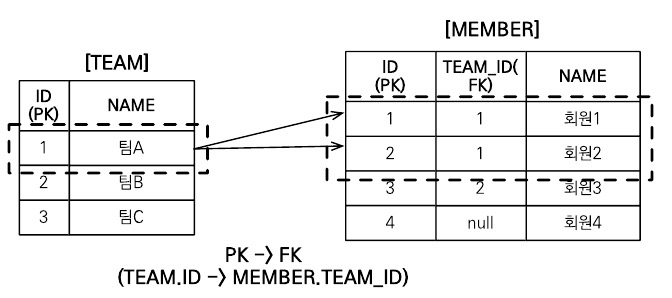 [TEAM]
ID
(PK)
NAME
1
팀A
2
팀B
3
팀C
[MEMBER]
ID
(PK)
TEAM_ID(
FK)
NAME
1
1
회원1
2
1
회원2
3
2
회원3
4
null
회원4
PK -> FK
(TEAM.ID -> MEMBER.TEAM_ID)